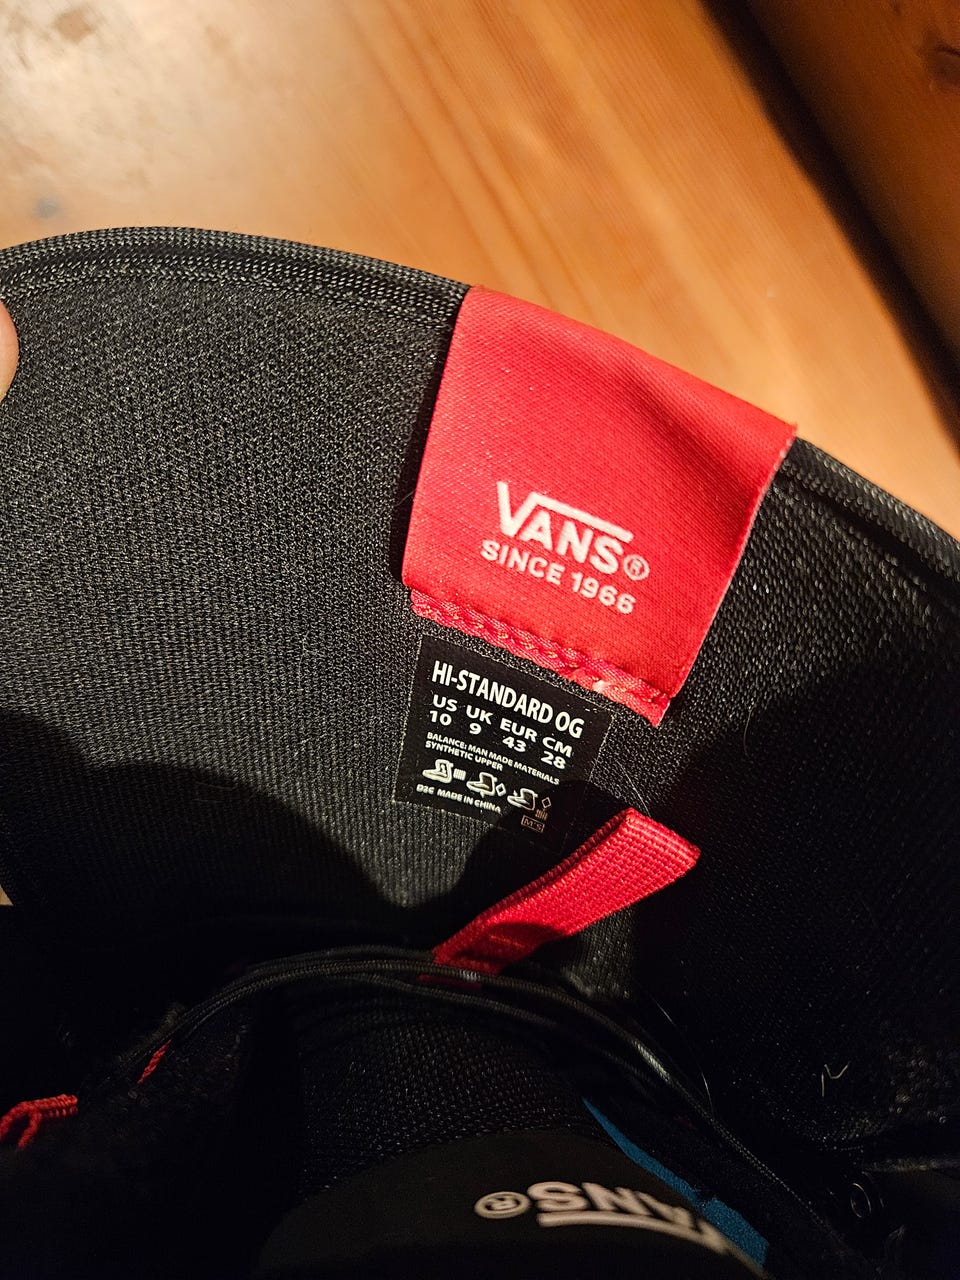 VANS®
SINCE 1966
HI-STANDARD OG
US UK EUR CM
10 9 43 28
BALANCE: MAN MADE MATERIALS
SYNTHETIC UPPER
MADE IN CHINA
M'S
VANS®